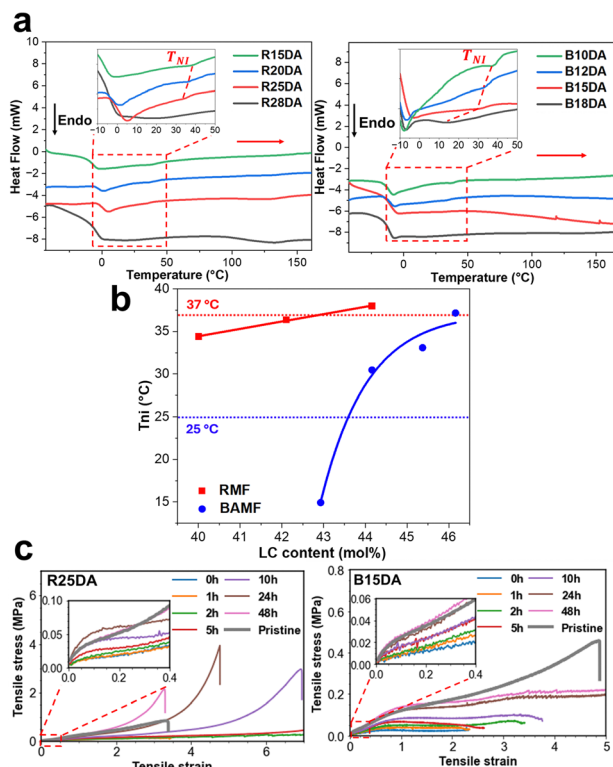 a
Heat Flow (mW)
10
8
6
4
2
0
-2
-4
-6
-8
Endo
T_NI
-10 0 10 20 30 40 50
R15DA
R20DA
R25DA
R28DA
0 50 100 150
Temperature (°C)
Heat Flow (mW)
8
6
4
2
0
-2
-4
-6
-8
Endo
T_NI
-10 0 10 20 30 40 50
B10DA
B12DA
B15DA
B18DA
0 50 100 150
Temperature (°C)
b
Tni (°C)
40
35
30
25
20
15
37 ºC
25 ºC
RMF
BAMF
40 41 42 43 44 45 46
LC content (mol%)
c
R25DA
Tensile stress (MPa)
7
6
5
4
3
2
1
0
0.10
0.05
0.00
0.0 0.2 0.4
0h 10h
1h 24h
2h 48h
5h Pristine
0 2 4 6
Tensile strain
B15DA
Tensile stress (MPa)
0.8
0.6
0.4
0.2
0.0
0.06
0.04
0.02
0.00
0.0 0.2 0.4
0h 10h
1h 24h
2h 48h
5h Pristine
0 1 2 3 4 5
Tensile strain